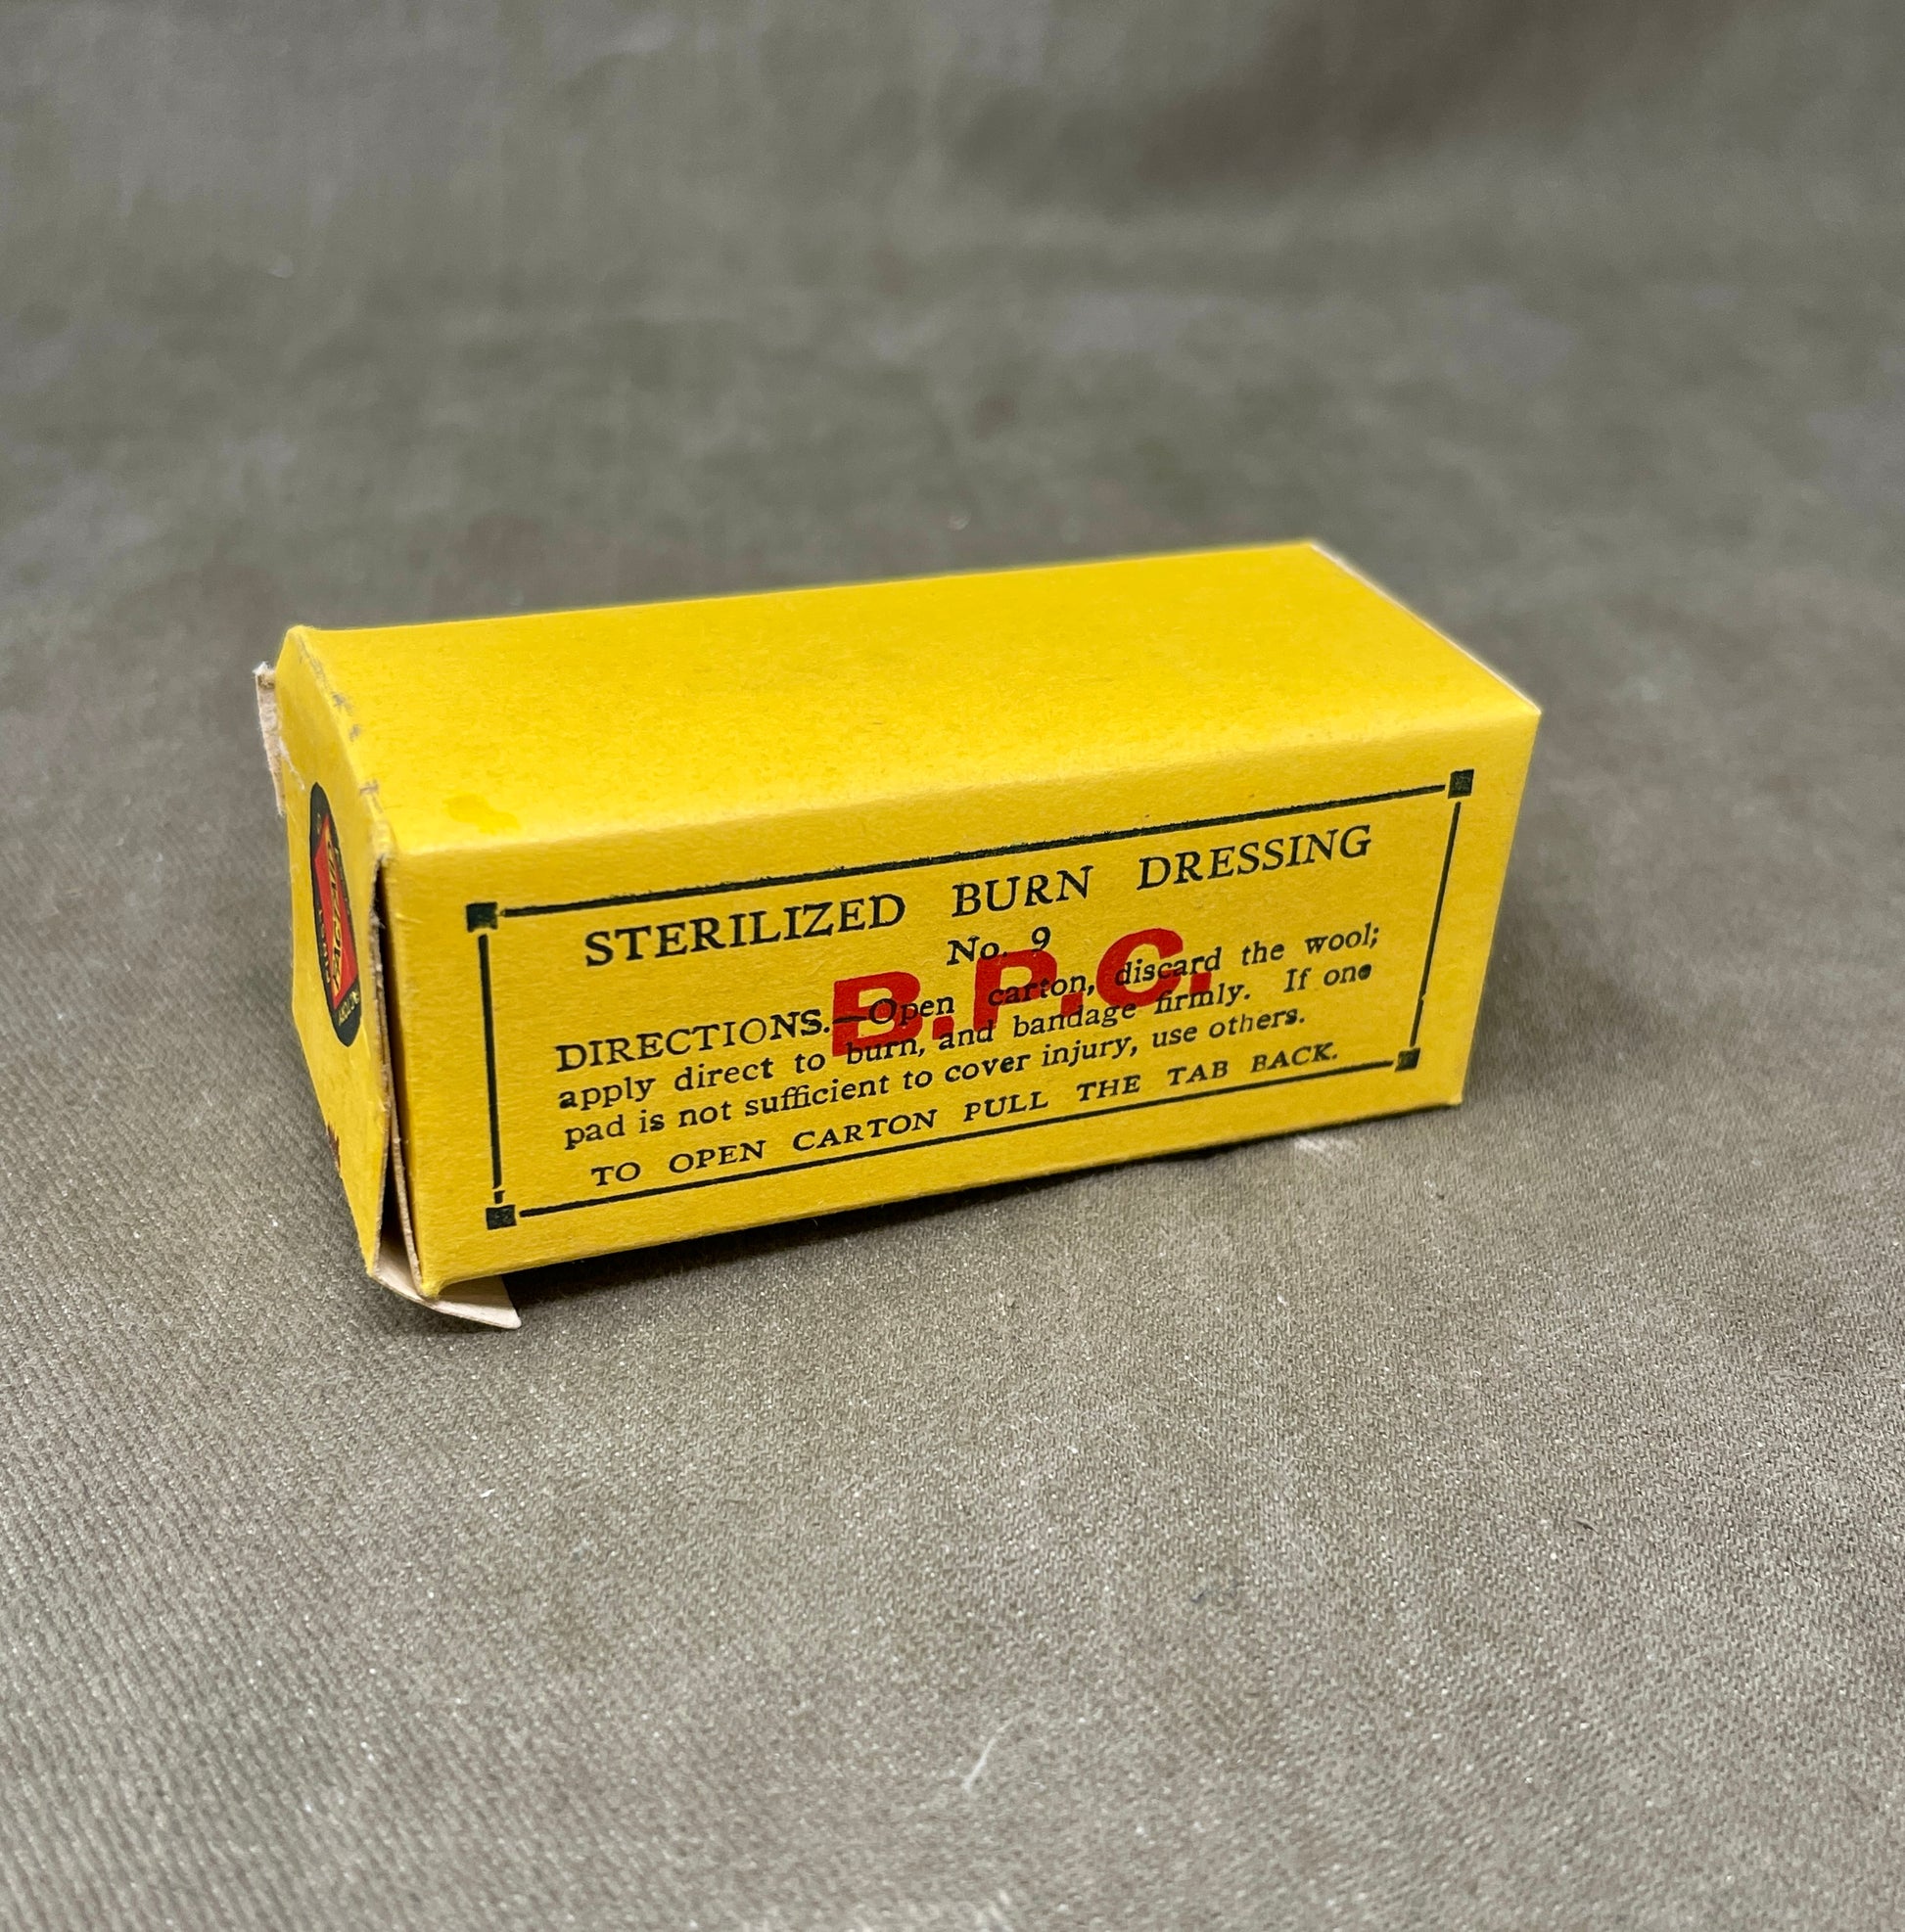 STERILIZED BURN DRESSING
No. 9
B.P.C.
DIRECTIONS.—Open carton, discard the wool;
apply direct to burn, and bandage firmly. If one
pad is not sufficient to cover injury, use others.
TO OPEN CARTON PULL THE TAB BACK.